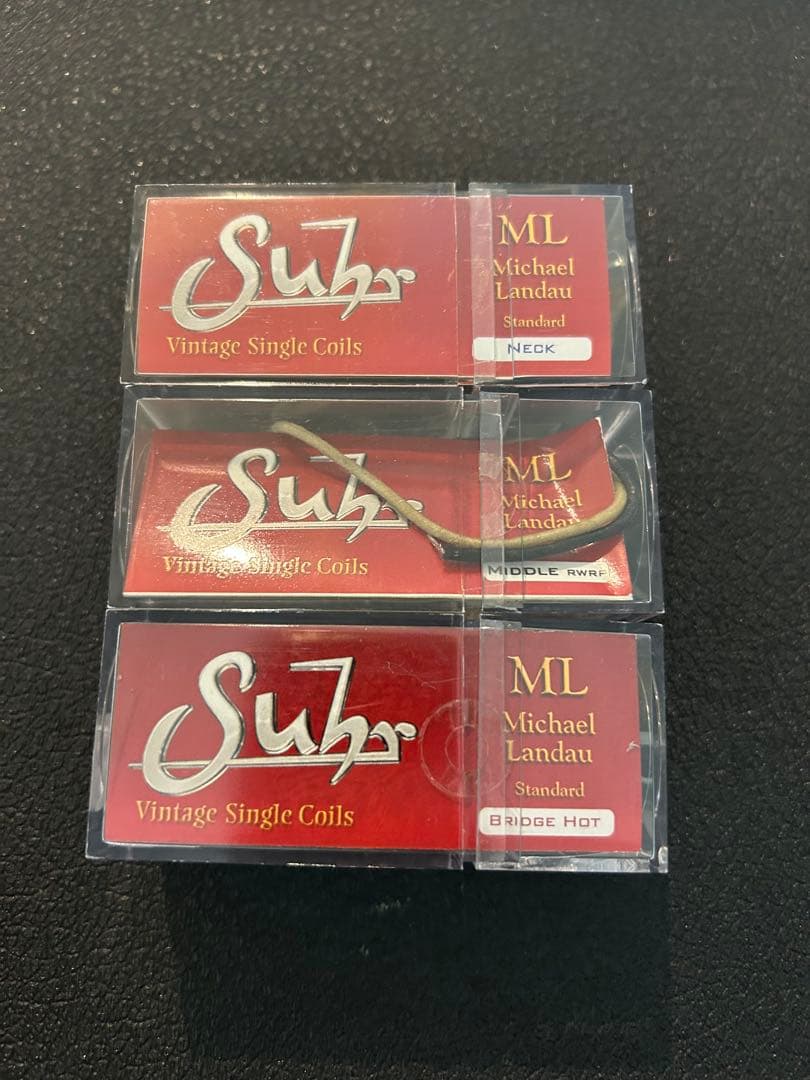 Suhr
Vintage Single Coils
ML
Michael
Landau
Standard
NECK
Suhr
Vintage Single Coils
ML
Michael
Landau
MIDDLE RWRP
Suhr
Vintage Single Coils
ML
Michael
Landau
Standard
BRIDGE HOT